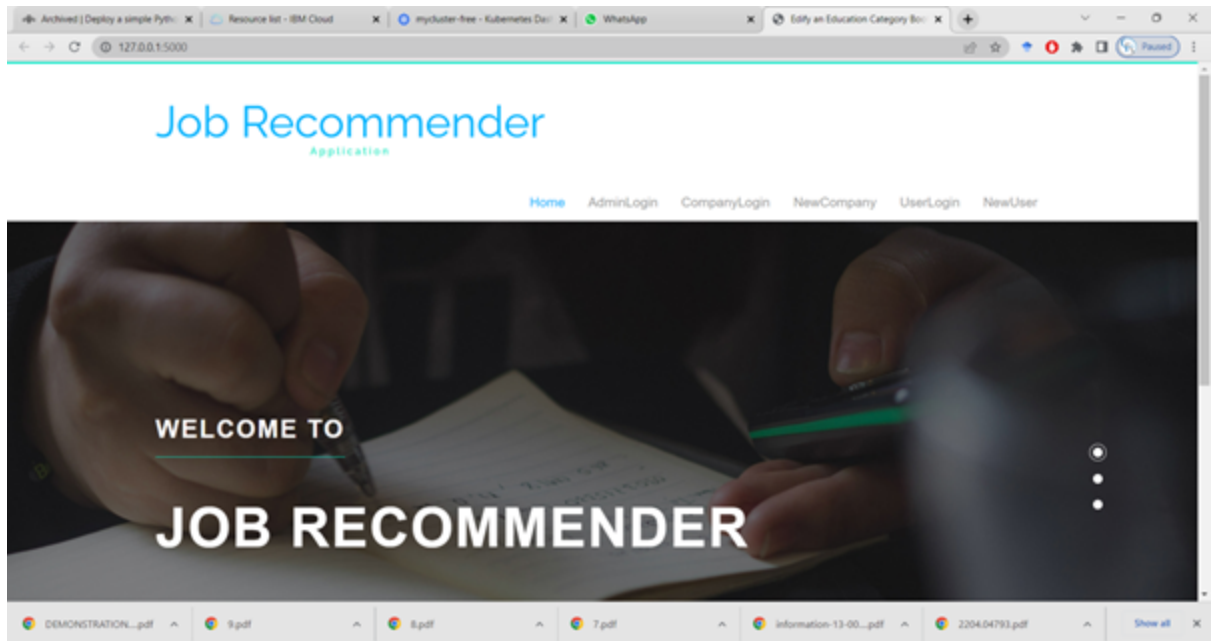 Archived | Deploy a simple Pytho
Resource list - IBM Cloud
mycluster-free - Kubernetes Das
WhatsApp
Edify an Education Category Boo
127.0.0.1:5000
Paused
Job Recommender
Application
Home AdminLogin CompanyLogin NewCompany UserLogin NewUser
WELCOME TO
JOB RECOMMENDER
DEMONSTRATION....pdf
9.pdf
8.pdf
7.pdf
information-13-00...pdf
2204.04793.pdf
Show all